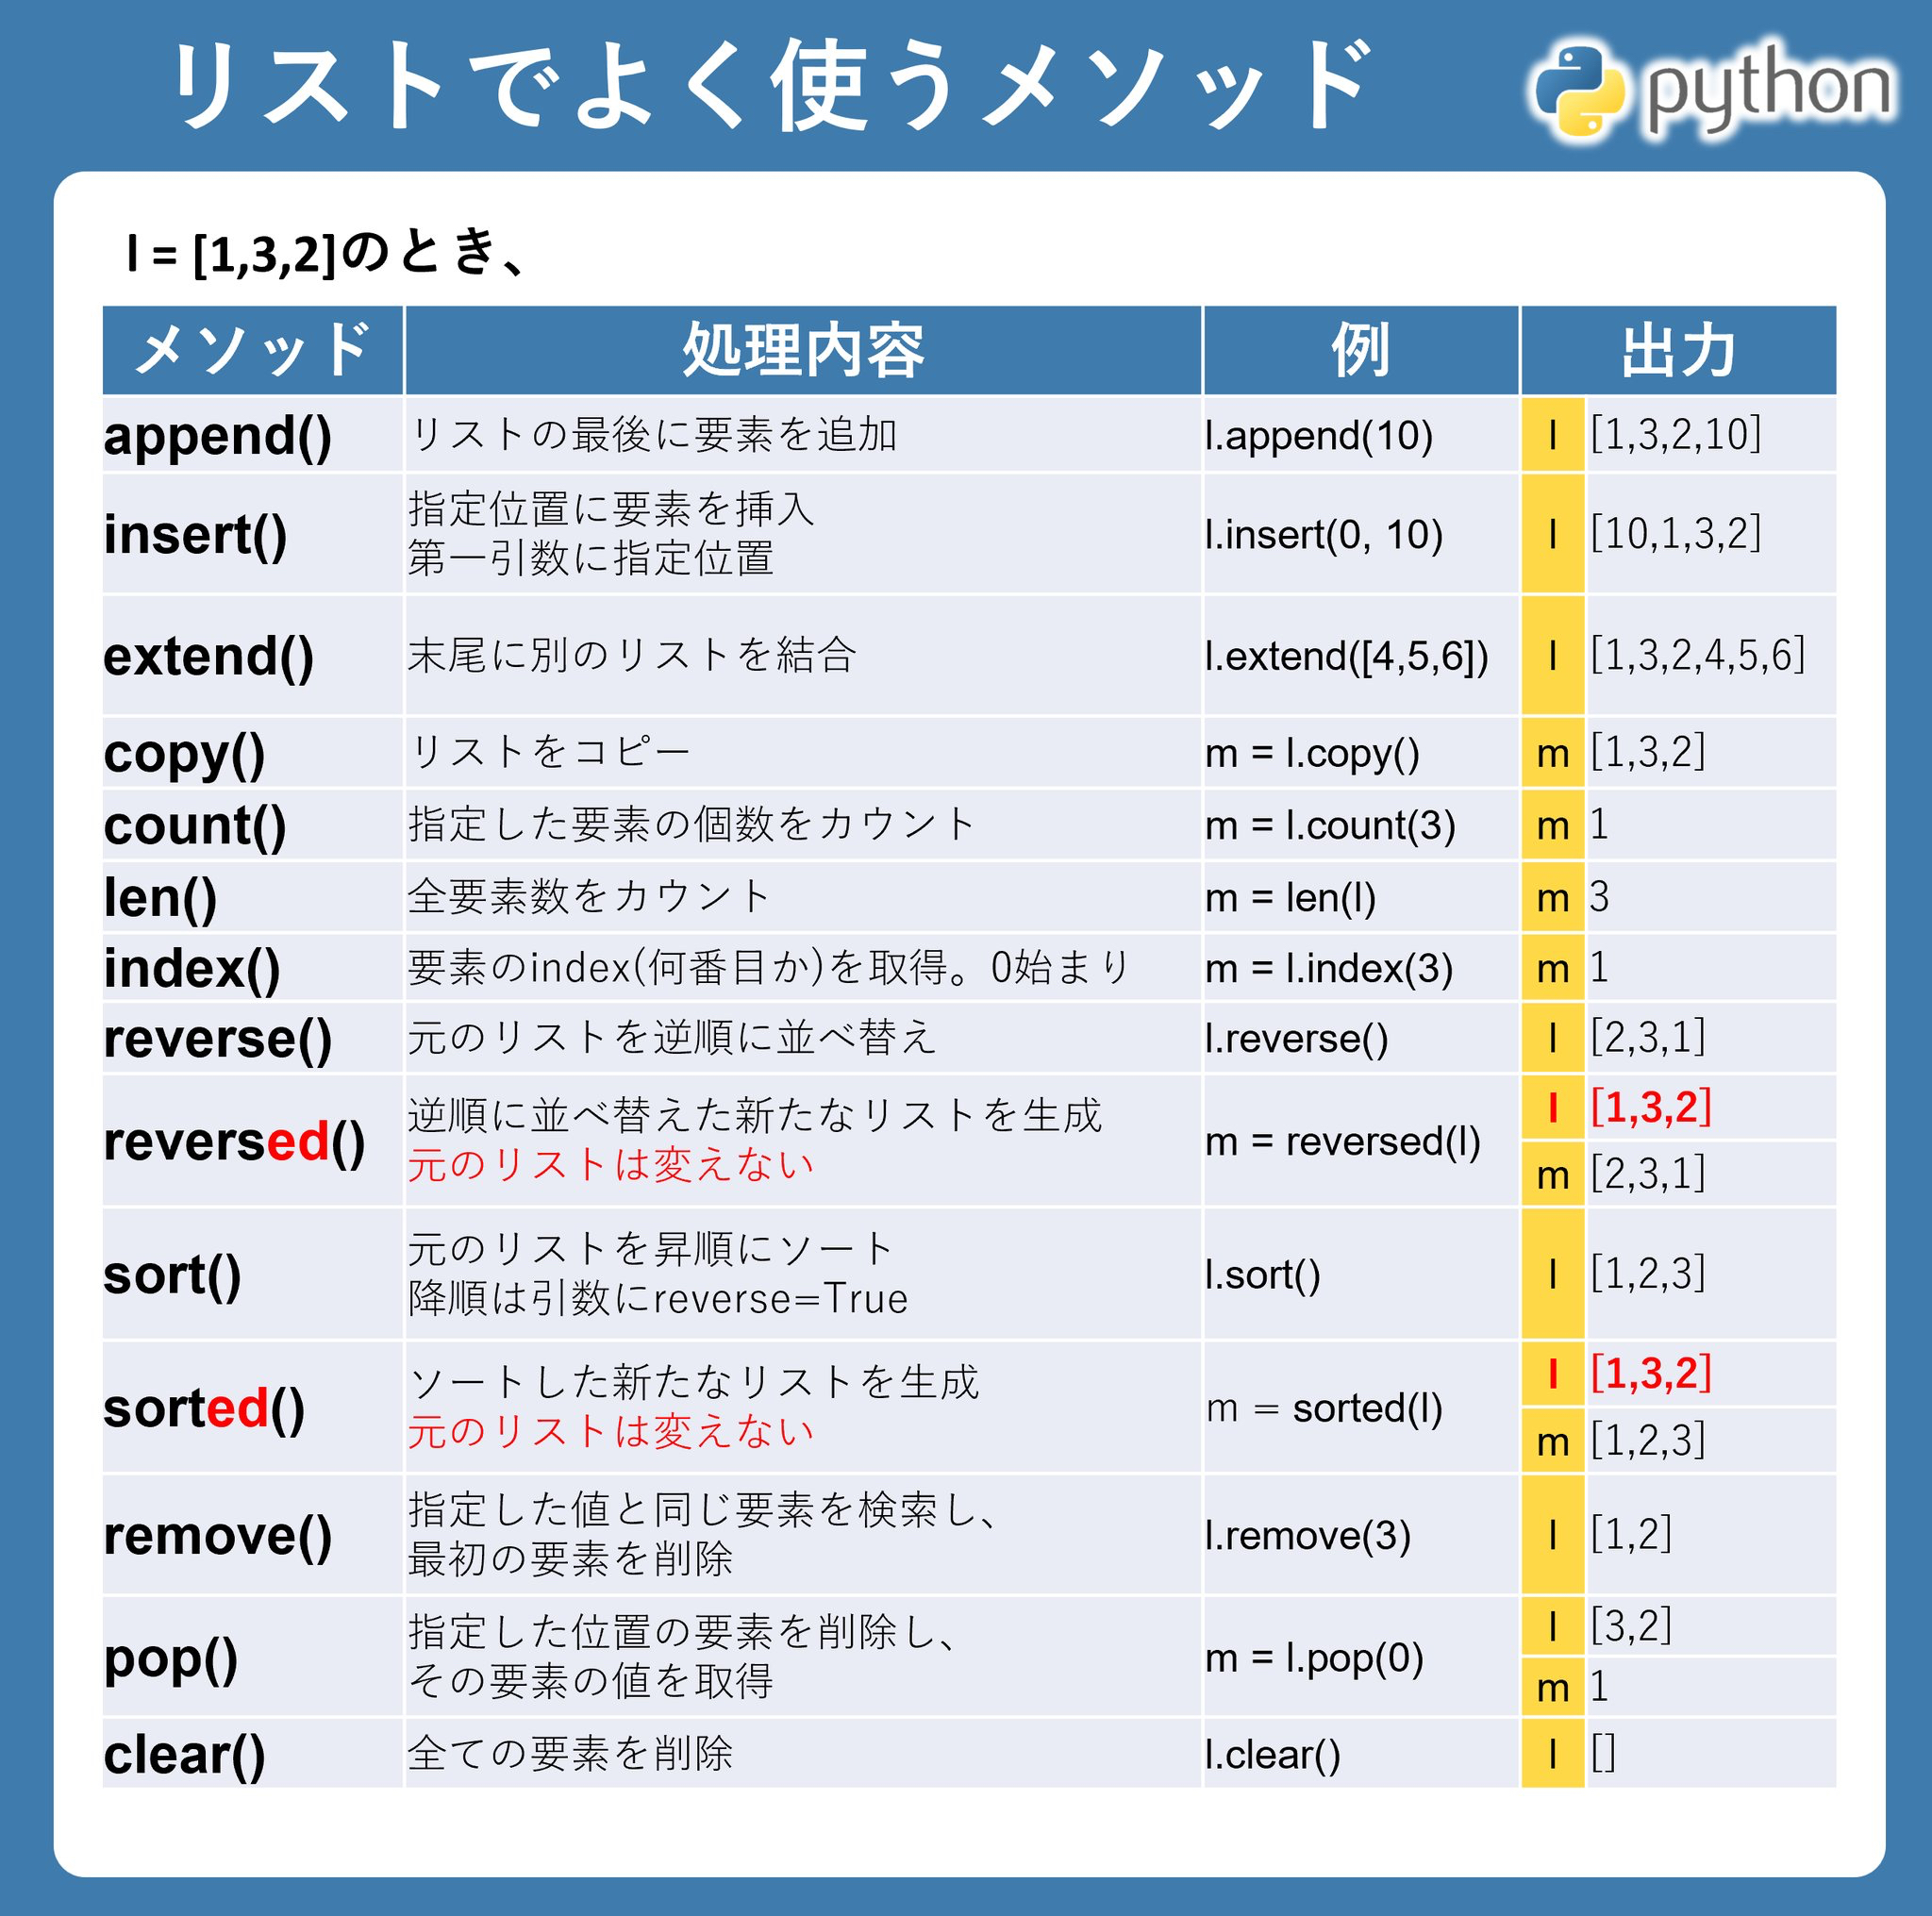 リストでよく使うメソッド
python
l = [1,3,2]のとき、
メソッド 処理内容 例 出力
append() リストの最後に要素を追加 l.append(10) l [1,3,2,10]
insert() 指定位置に要素を挿入
第一引数に指定位置 l.insert(0, 10) l [10,1,3,2]
extend() 末尾に別のリストを結合 l.extend([4,5,6]) l [1,3,2,4,5,6]
copy() リストをコピー m = l.copy() m [1,3,2]
count() 指定した要素の個数をカウント m = l.count(3) m 1
len() 全要素数をカウント m = len(l) m 3
index() 要素のindex(何番目か)を取得。0始まり m = l.index(3) m 1
reverse() 元のリストを逆順に並べ替え l.reverse() l [2,3,1]
reversed() 逆順に並べ替えた新たなリストを生成
元のリストは変えない m = reversed(l) l [1,3,2]
m [2,3,1]
sort() 元のリストを昇順にソート
降順は引数にreverse=True l.sort() l [1,2,3]
sorted() ソートした新たなリストを生成
元のリストは変えない m = sorted(l) l [1,3,2]
m [1,2,3]
remove() 指定した値と同じ要素を検索し、
最初の要素を削除 l.remove(3) l [1,2]
pop() 指定した位置の要素を削除し、
その要素の値を取得 m = l.pop(0) l [3,2]
m 1
clear() 全ての要素を削除 l.clear() l []